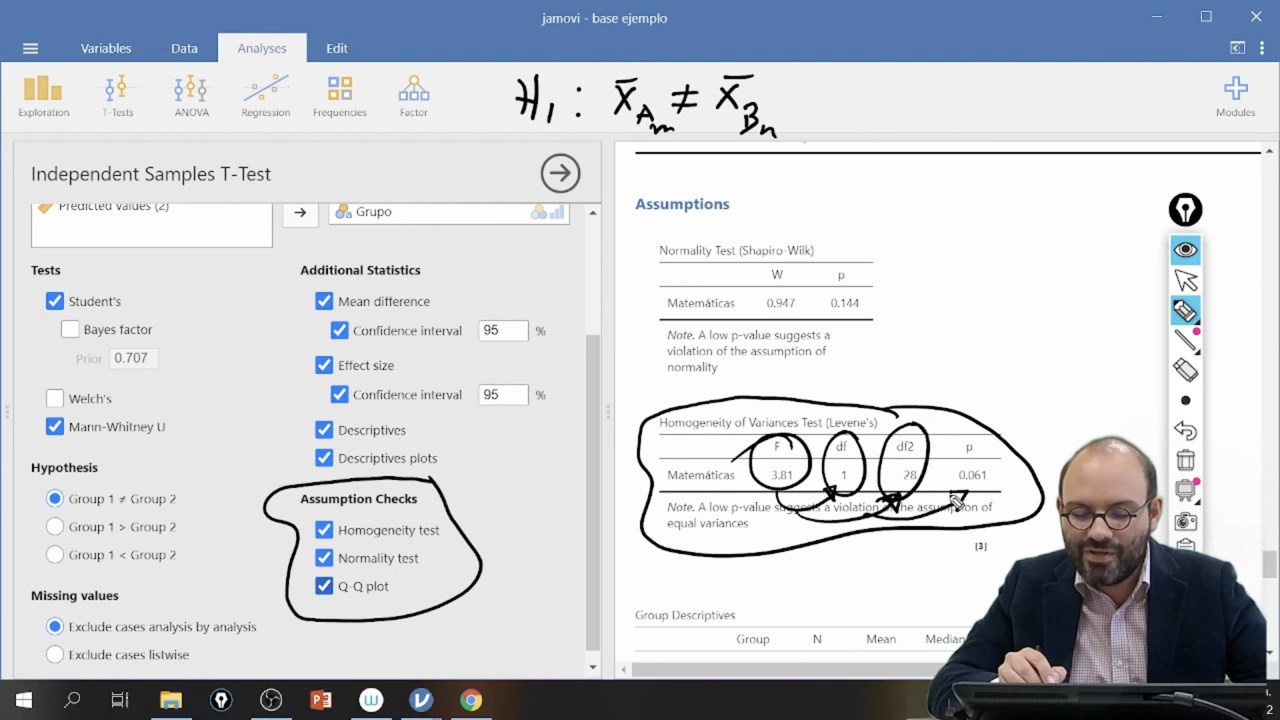 jamovi - base ejemplo
Variables Data Analyses Edit
Exploration T-Tests ANOVA Regression Frequencies Factor Modules
H₁ : X̄Aₘ ≠ X̄Bₙ
Independent Samples T-Test
Predicted Values (2)
Grupo
Tests
Student's
Bayes factor
Prior 0.707
Welch's
Mann-Whitney U
Hypothesis
Group 1 ≠ Group 2
Group 1 > Group 2
Group 1 < Group 2
Missing values
Exclude cases analysis by analysis
Exclude cases listwise
Additional Statistics
Mean difference
Confidence interval 95 %
Effect size
Confidence interval 95 %
Descriptives
Descriptives plots
Assumption Checks
Homogeneity test
Normality test
Q-Q plot
Assumptions
Normality Test (Shapiro-Wilk)
W p
Matemáticas 0.947 0.144
Note. A low p-value suggests a
violation of the assumption of
normality
Homogeneity of Variances Test (Levene's)
F df df2 p
Matemáticas 3.81 1 28 0.061
Note. A low p-value suggests a violation of the assumption of
equal variances
[3]
Group Descriptives
Group N Mean Median